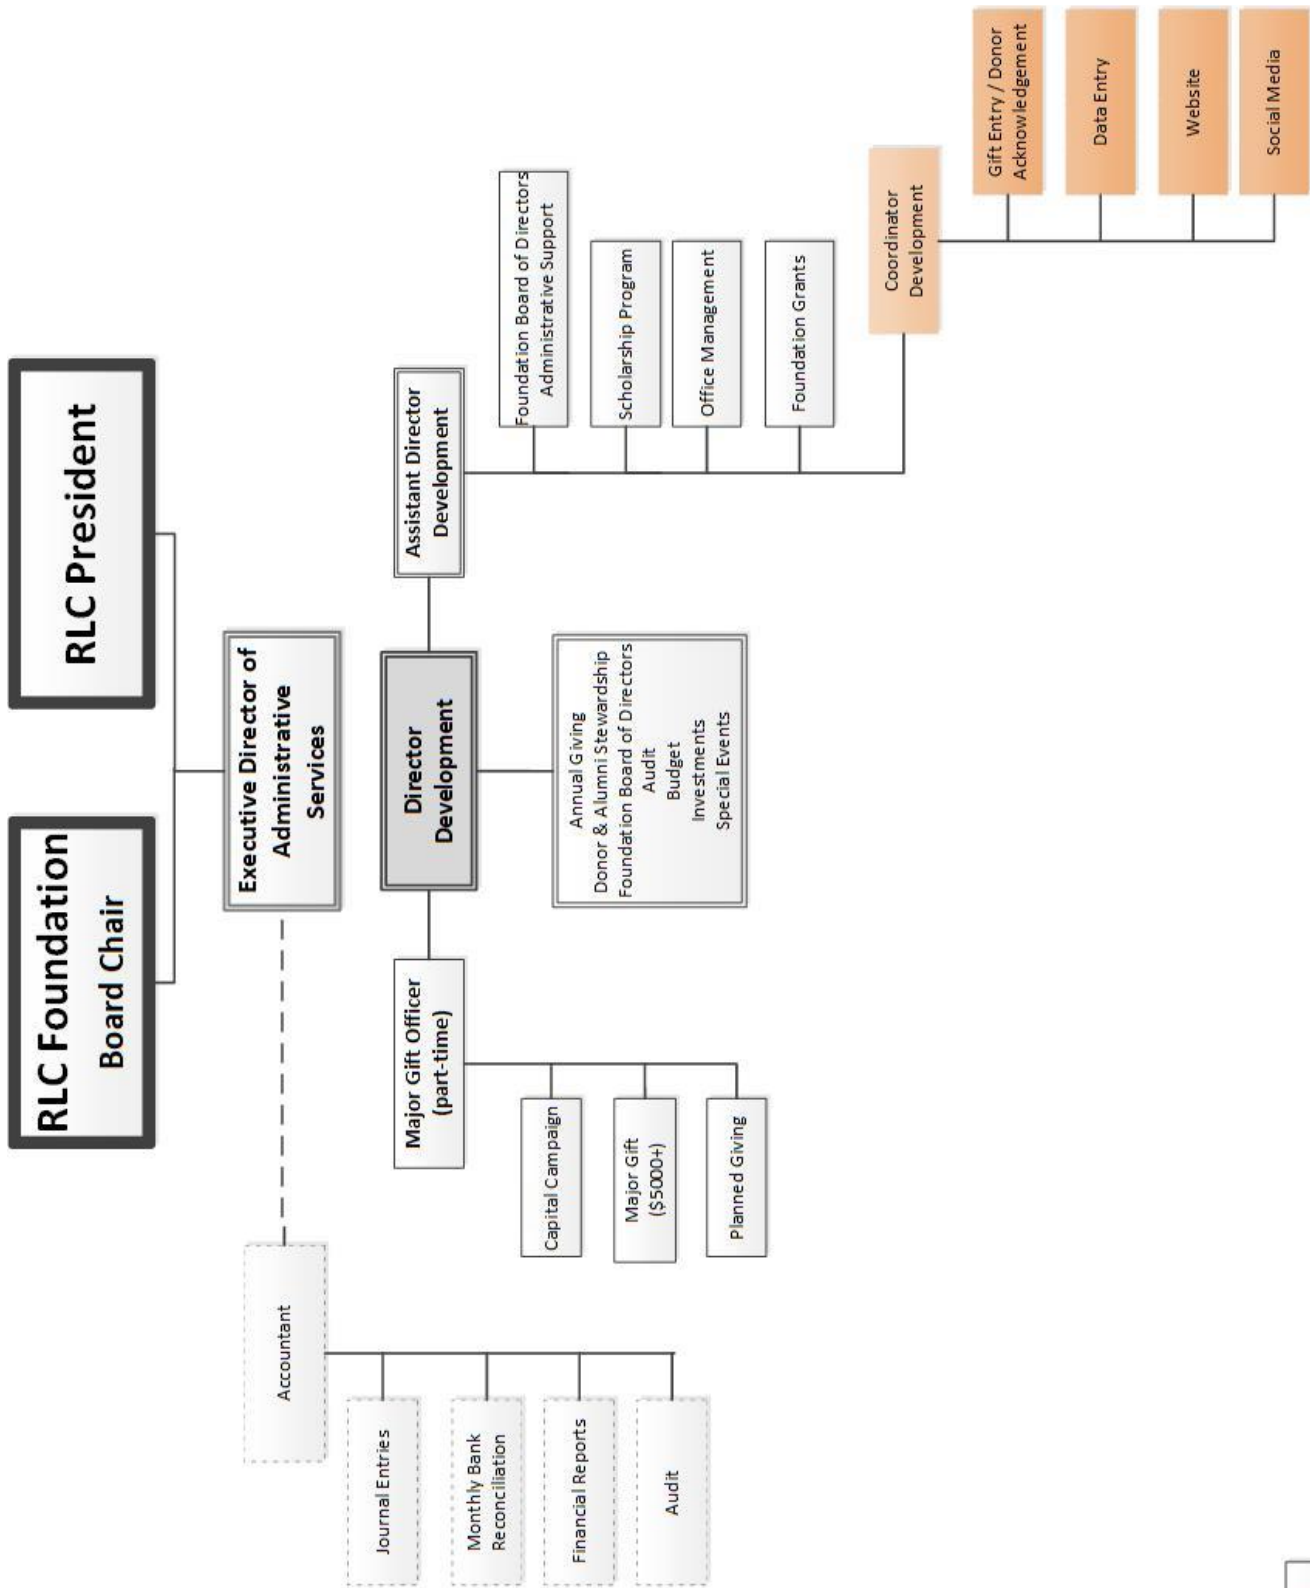 RLC Foundation
Board Chair
RLC President
Executive Director of
Administrative
Services
Accountant
Journal Entries
Monthly Bank
Reconciliation
Financial Reports
Audit
Major Gift Officer
(part-time)
Capital Campaign
Major Gift
($5000+)
Planned Giving
Director
Development
Annual Giving
Donor & Alumni Stewardship
Foundation Board of Directors
Audit
Budget
Investments
Special Events
Assistant Director
Development
Foundation Board of Directors
Administrative Support
Scholarship Program
Office Management
Foundation Grants
Coordinator
Development
Gift Entry / Donor
Acknowledgement
Data Entry
Website
Social Media